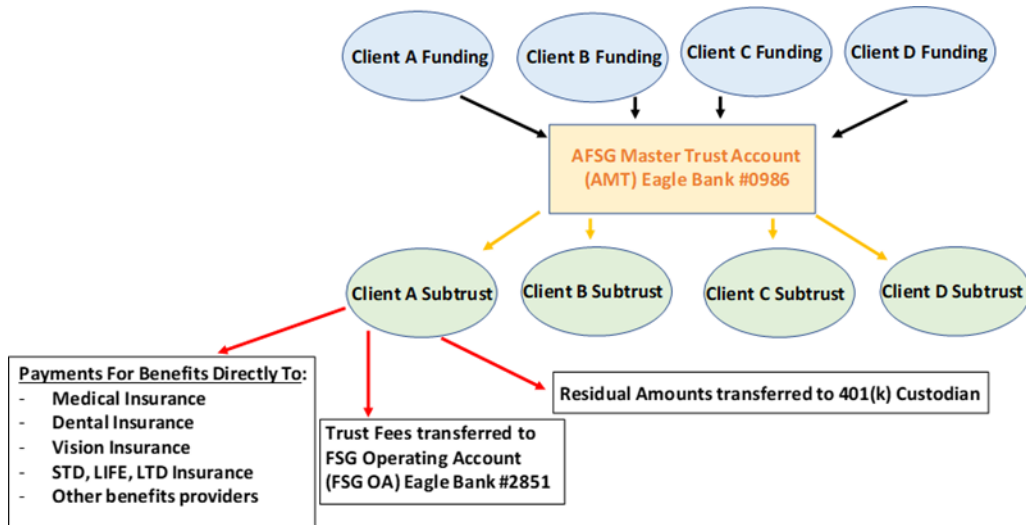 Client A Funding
Client B Funding
Client C Funding
Client D Funding
AFSG Master Trust Account
(AMT) Eagle Bank #0986
Client A Subtrust
Client B Subtrust
Client C Subtrust
Client D Subtrust
Payments For Benefits Directly To:
- Medical Insurance
- Dental Insurance
- Vision Insurance
- STD, LIFE, LTD Insurance
- Other benefits providers
Trust Fees transferred to
FSG Operating Account
(FSG OA) Eagle Bank #2851
Residual Amounts transferred to 401(k) Custodian